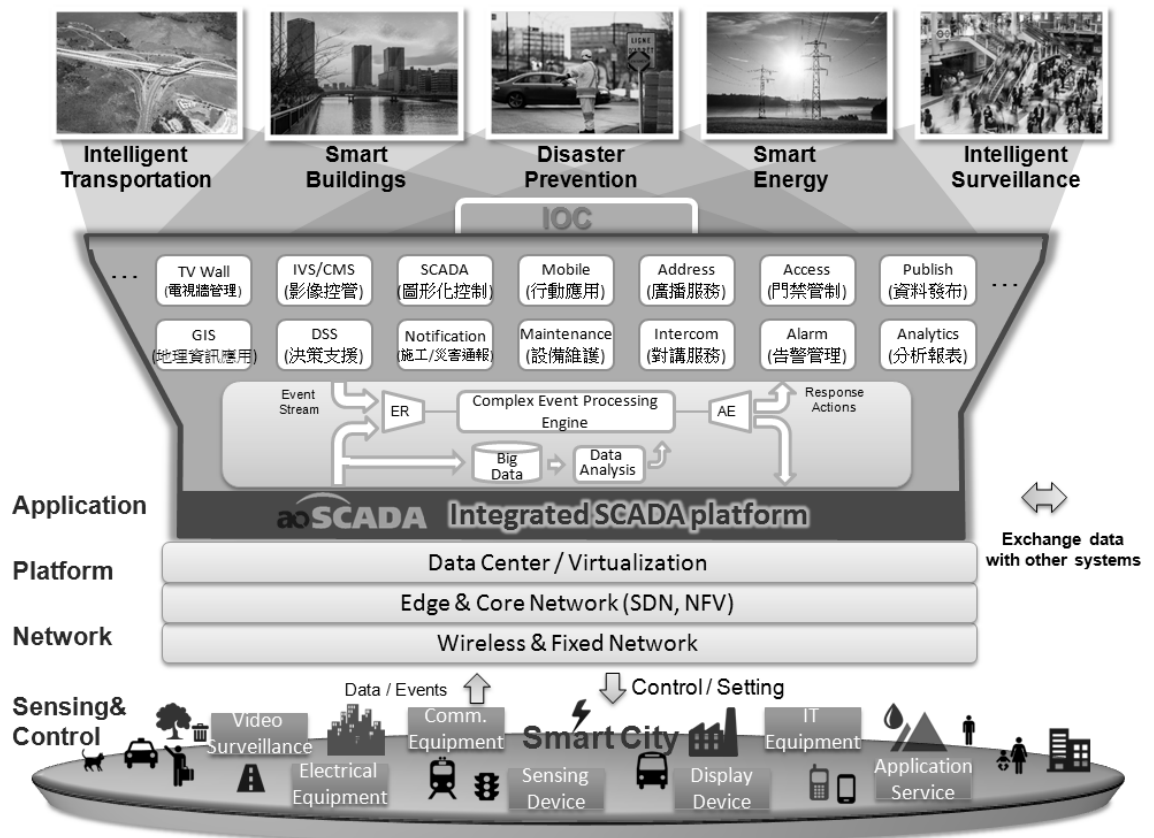 LIGNE
Intelligent
Transportation
Smart
Buildings
Disaster
Prevention
Smart
Energy
Intelligent
Surveillance
IOC
...
TV Wall
(電視牆管理)
IVS/CMS
(影像控管)
SCADA
(圖形化控制)
Mobile
(行動應用)
Address
(廣播服務)
Access
(門禁管制)
Publish
(資料發布)
...
GIS
(地理資訊應用)
DSS
(決策支援)
Notification
(施工/災害通報)
Maintenance
(設備維護)
Intercom
(對講服務)
Alarm
(告警管理)
Analytics
(分析報表)
Event
Stream
ER
Complex Event Processing
Engine
AE
Response
Actions
Big
Data
Data
Analysis
Application
aoSCADA Integrated SCADA platform
Exchange data
with other systems
Platform
Data Center / Virtualization
Edge & Core Network (SDN, NFV)
Network
Wireless & Fixed Network
Data / Events
Control / Setting
Sensing&
Control
Video
Surveillance
Comm.
Equipment
Smart City
IT
Equipment
Electrical
Equipment
Sensing
Device
Display
Device
Application
Service